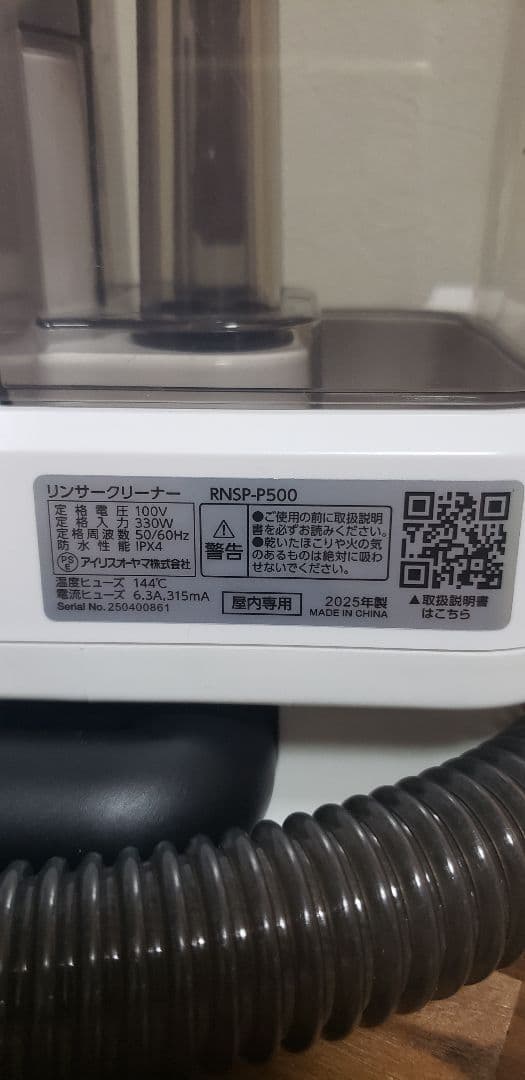 リンサークリーナー RNSP-P500
定格電圧 100V
定格入力 330W
定格周波数 50/60Hz
防水性能 IPX4
PSE アイリスオーヤマ株式会社
警告
●ご使用の前に取扱説明
書を必ずお読みください。
●乾いたほこりや火の気
のあるものは絶対に吸わ
せないでください。
温度ヒューズ 144℃
電流ヒューズ 6.3A,315mA
Serial No. 250400861
屋内専用
2025年製
MADE IN CHINA
▲取扱説明書
はこちら